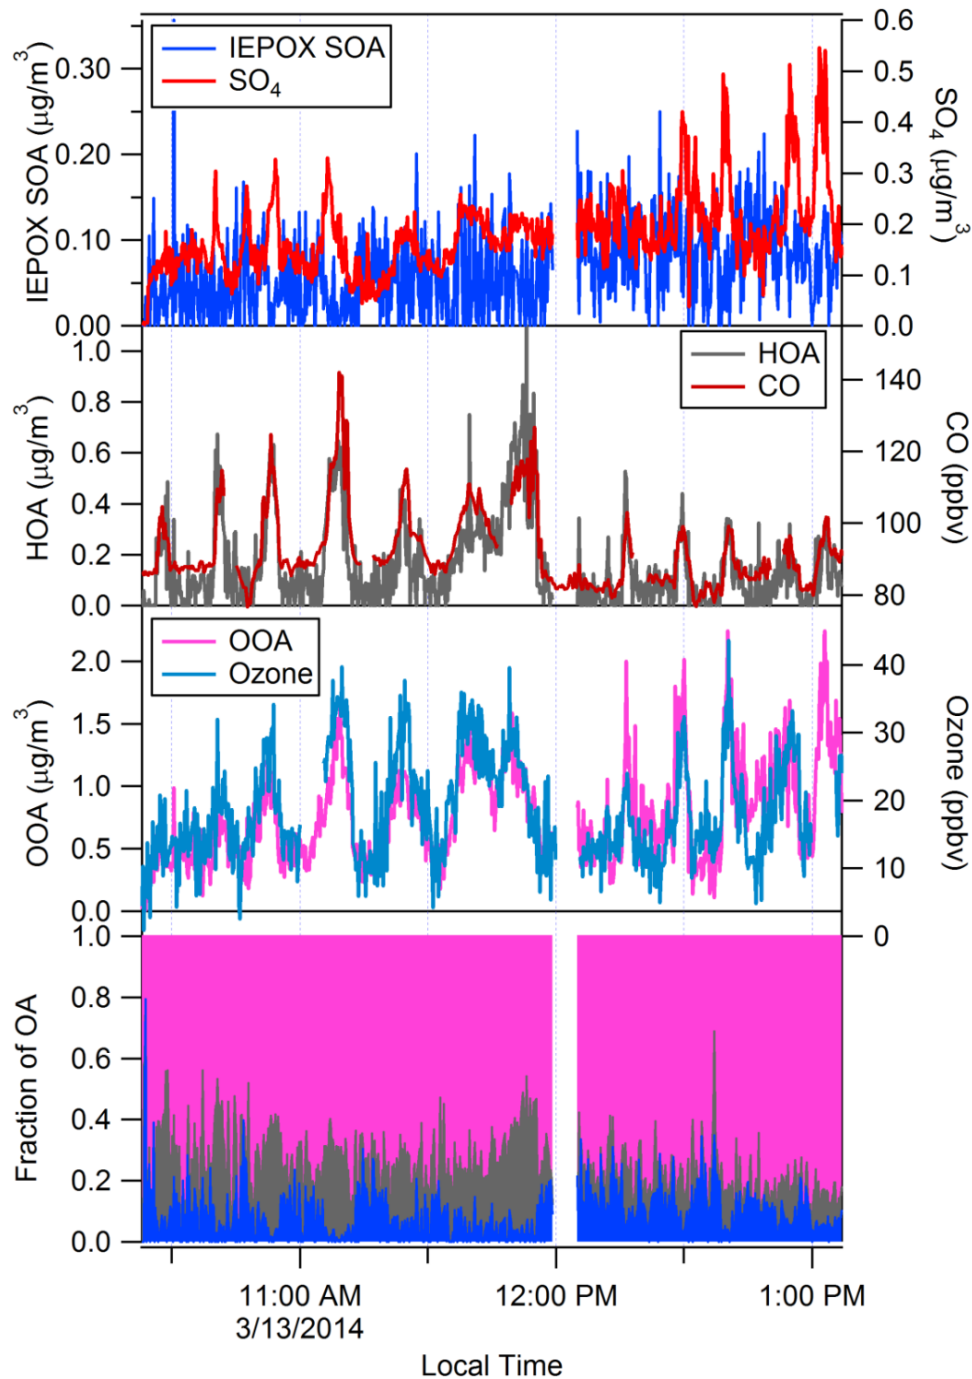 IEPOX SOA
SO4
IEPOX SOA (μg/m3)
0.30
0.20
0.10
0.00
0.6
0.5
0.4
0.3
0.2
0.1
0.0
SO4 (μg/m3)
HOA
CO
HOA (μg/m3)
1.0
0.8
0.6
0.4
0.2
0.0
140
120
100
80
CO (ppbv)
OOA
Ozone
OOA (μg/m3)
2.0
1.5
1.0
0.5
0.0
40
30
20
10
0
Ozone (ppbv)
Fraction of OA
1.0
0.8
0.6
0.4
0.2
0.0
11:00 AM
3/13/2014
12:00 PM
1:00 PM
Local Time